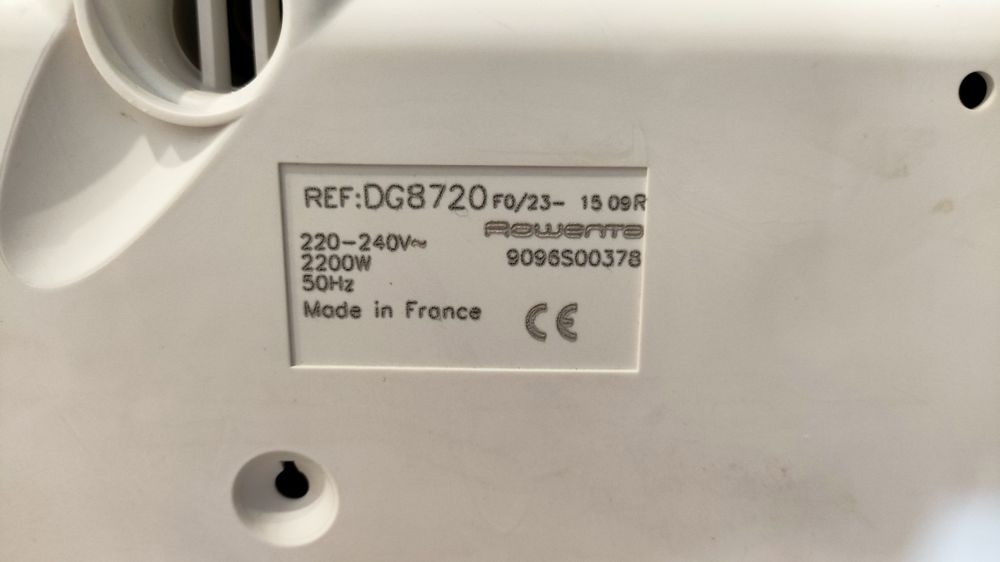 REF:DG8720 F0/23- 15 09R
Rowenta
220-240V~
9096S00378
2200W
50Hz
Made in France
CE